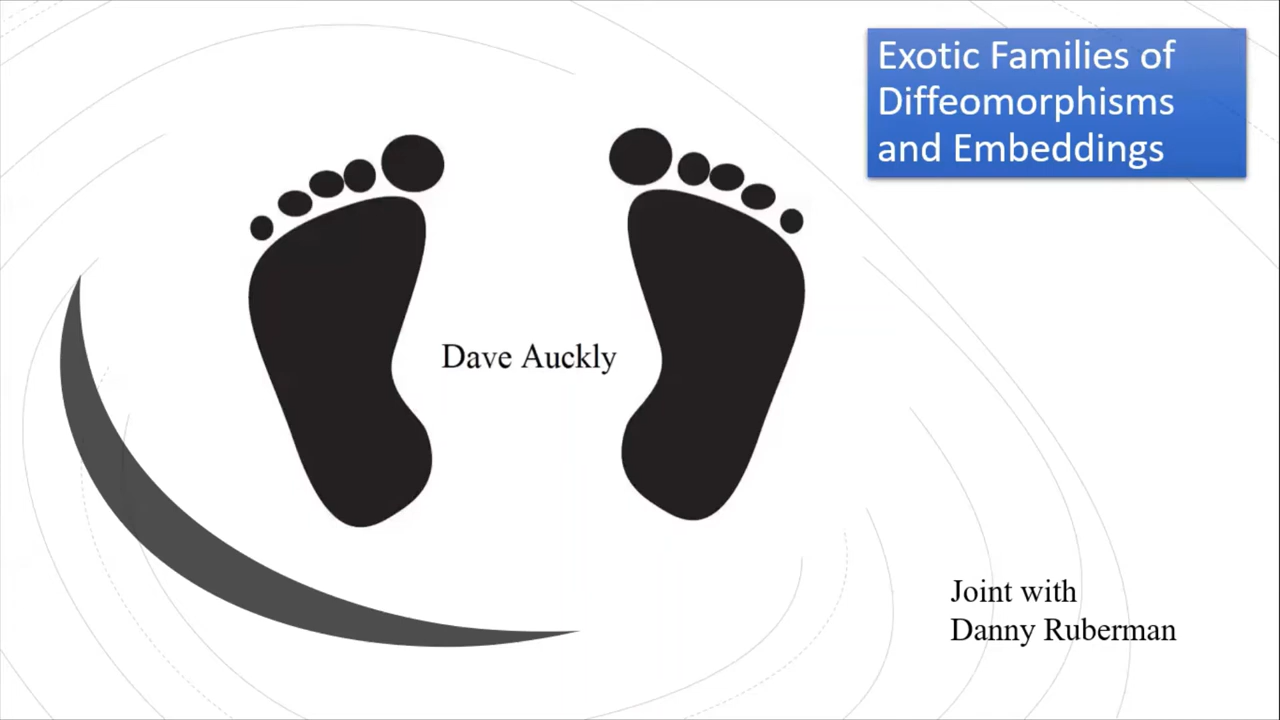 Exotic Families of
Diffeomorphisms
and Embeddings
Dave Auckly
Joint with
Danny Ruberman